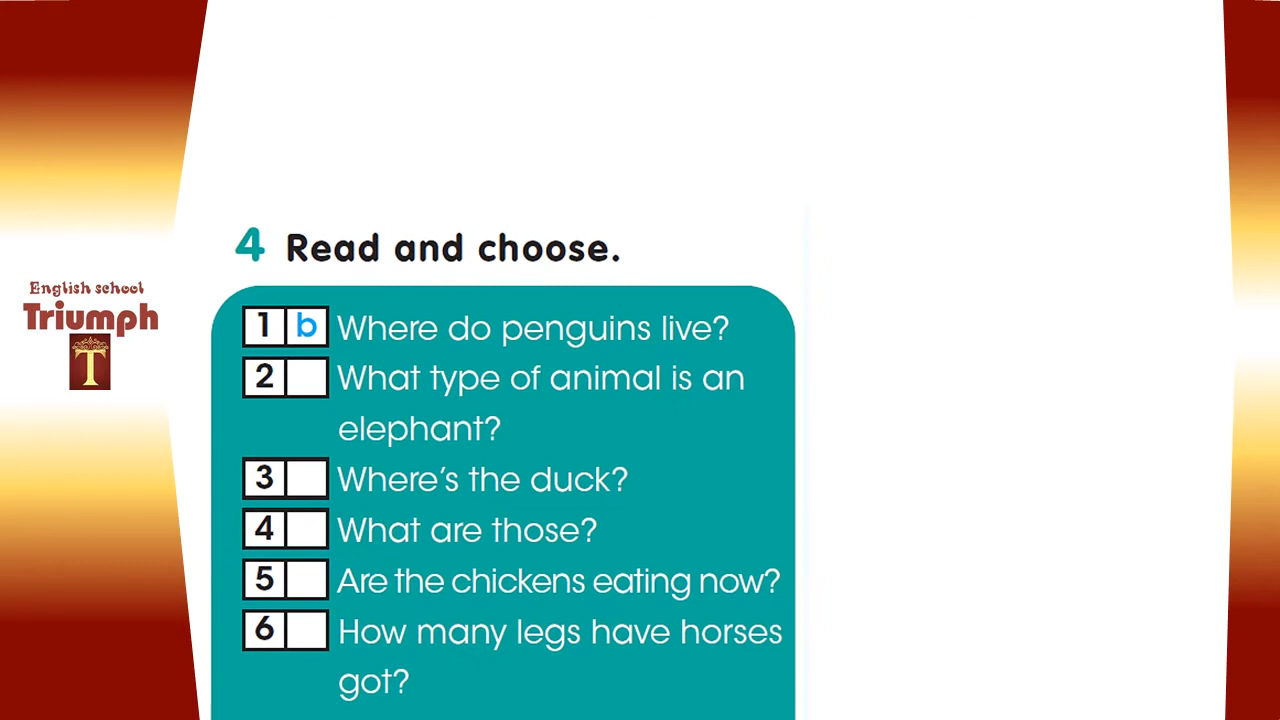 4 Read and choose.
English school
Triumph
T
1 b Where do penguins live?
2 What type of animal is an
elephant?
3 Where's the duck?
4 What are those?
5 Are the chickens eating now?
6 How many legs have horses
got?